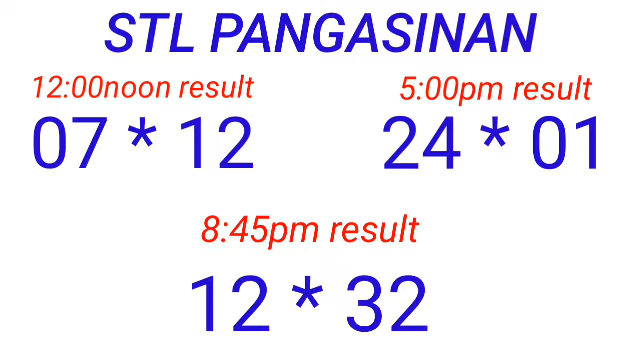 STL PANGASINAN
12:00noon result
07 * 12
5:00pm result
24 * 01
8:45pm result
12 * 32